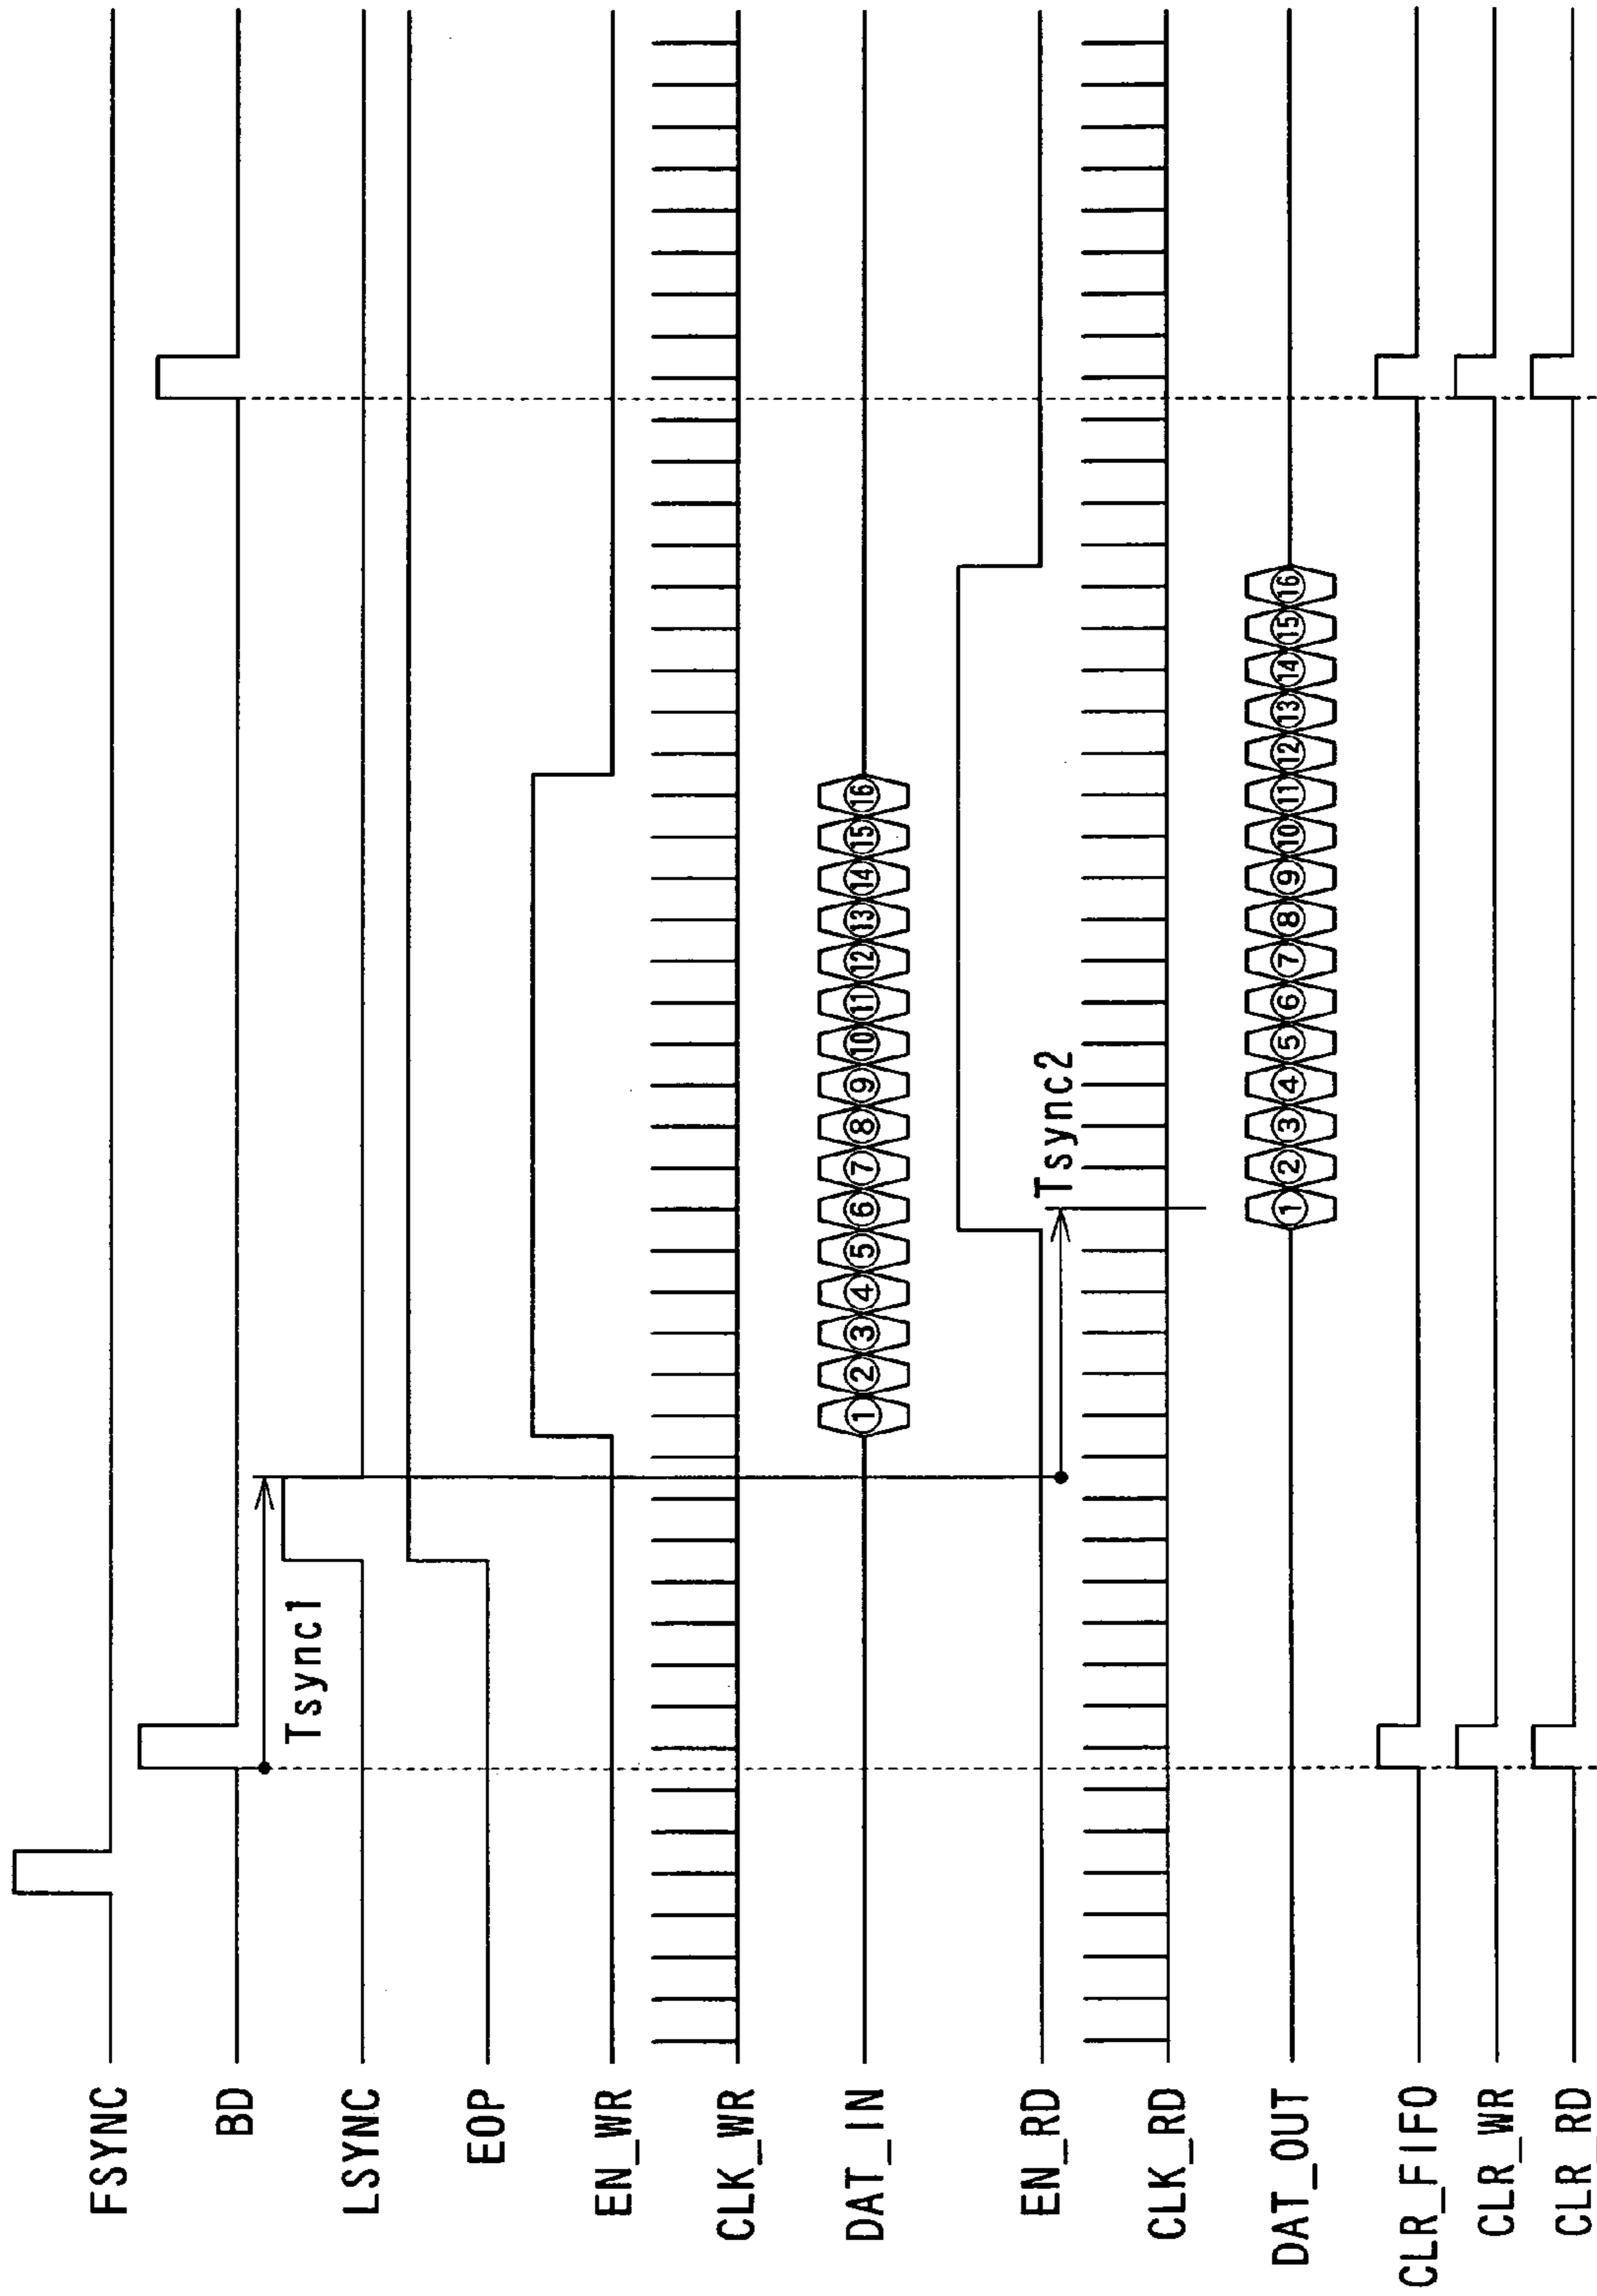 FSYNC
BD
Tsync1
LSYNC
EOP
EN_WR
CLK_WR
DAT_IN ① ② ③ ④ ⑤ ⑥ ⑦ ⑧ ⑨ ⑩ ⑪ ⑫ ⑬ ⑭ ⑮ ⑯
EN_RD
Tsync2
CLK_RD
DAT_OUT ① ② ③ ④ ⑤ ⑥ ⑦ ⑧ ⑨ ⑩ ⑪ ⑫ ⑬ ⑭ ⑮ ⑯
CLR_FIFO
CLR_WR
CLR_RD